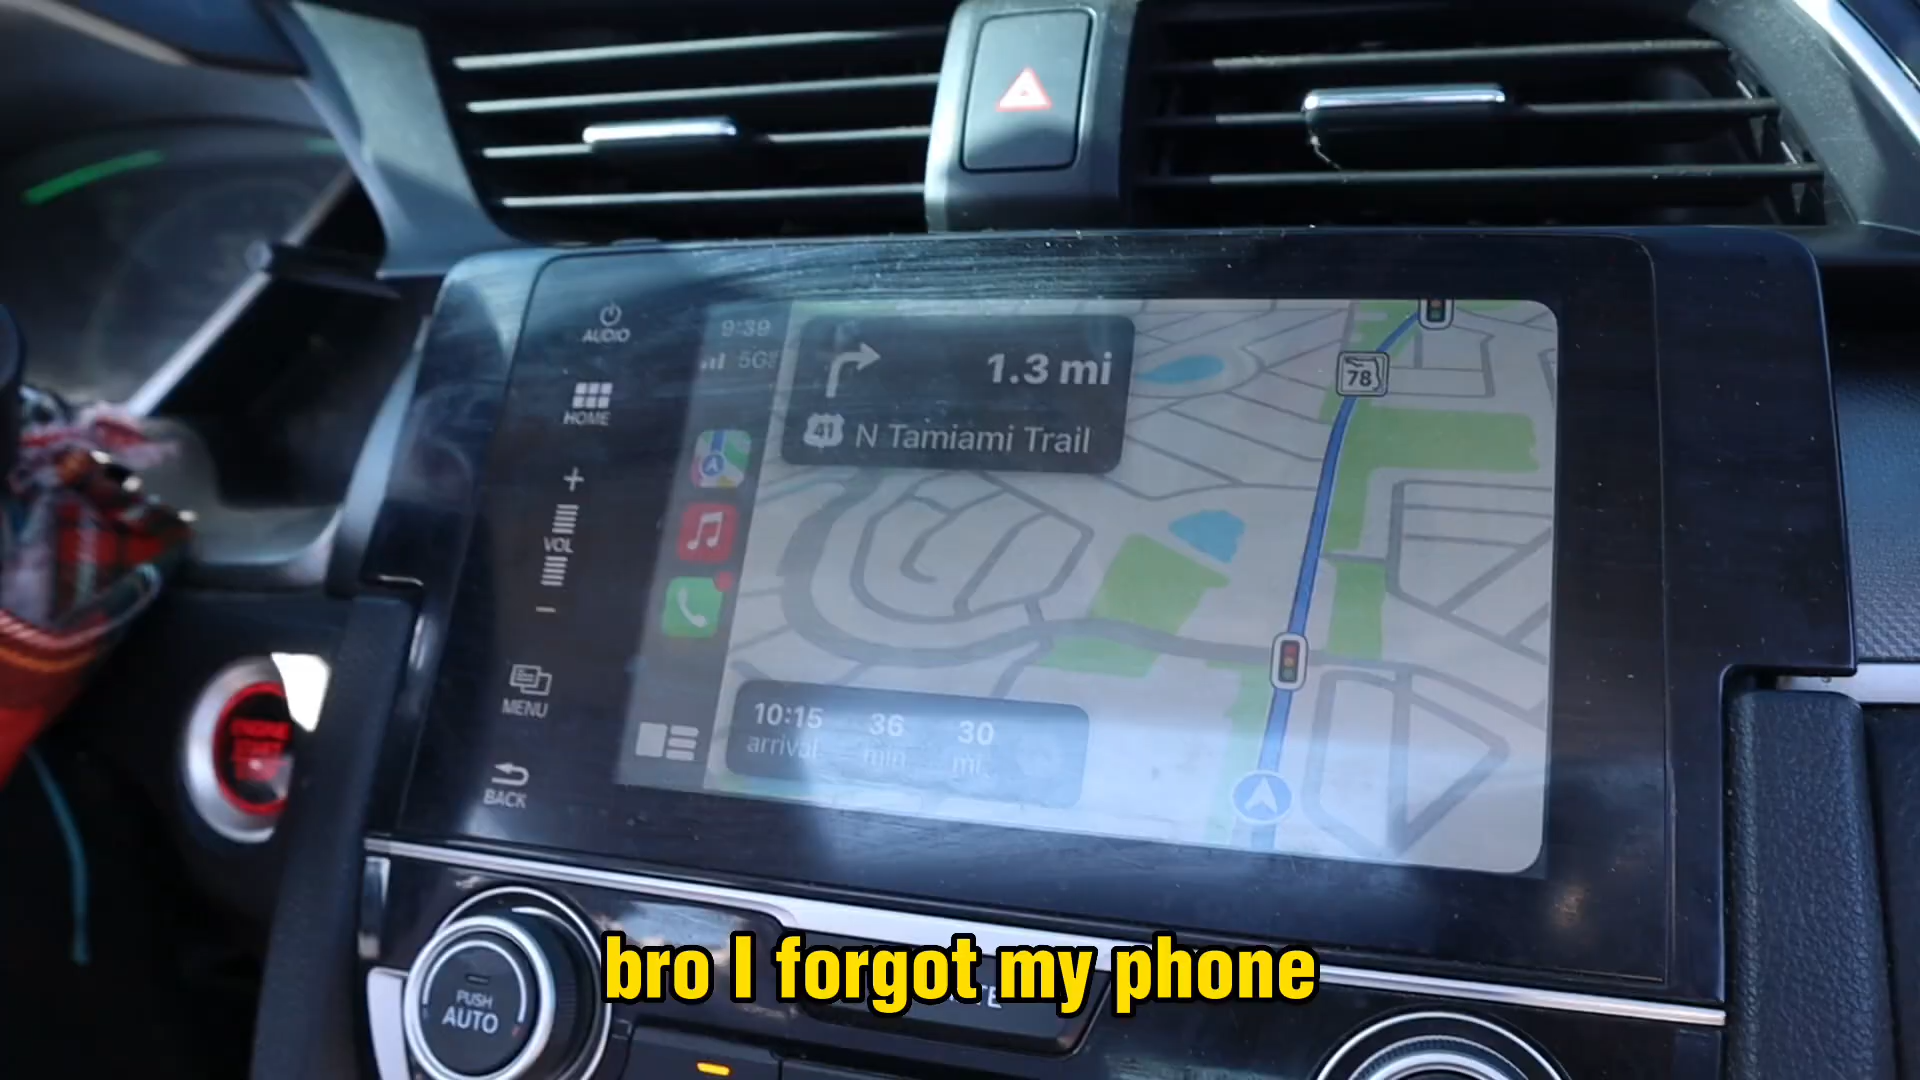 AUDIO
HOME
+
VOL
–
MENU
BACK
9:39
5G
1.3 mi
41 N Tamiami Trail
78
10:15 36 30
arrival min mi
PUSH
AUTO
bro I forgot my phone